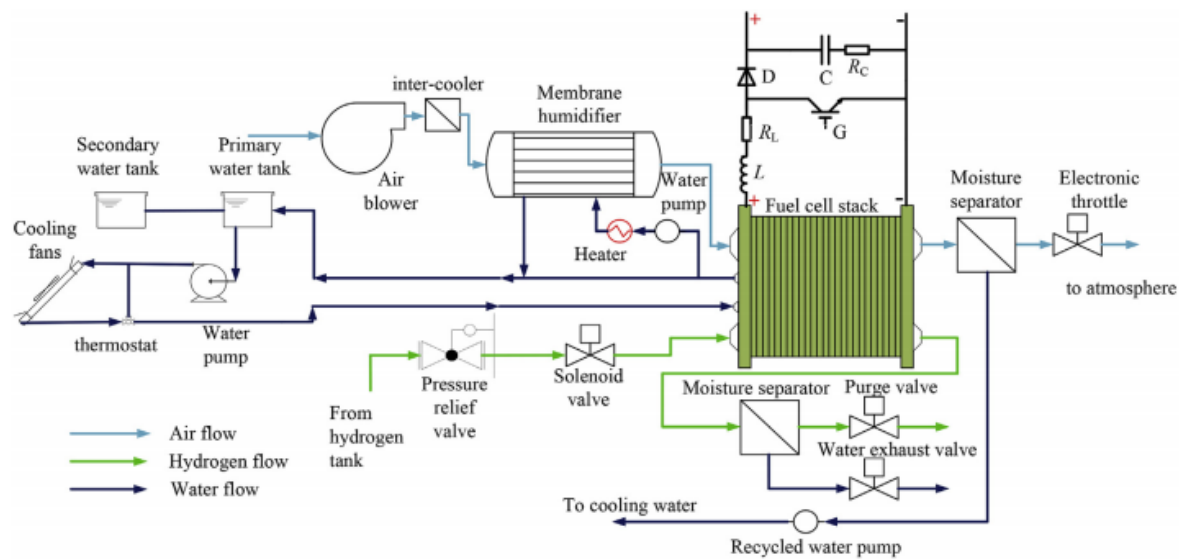 +
-
D
C
R_C
inter-cooler
Membrane
humidifier
R_L
G
Secondary
water tank
Primary
water tank
Air
blower
Water
pump
L
Moisture
separator
Electronic
throttle
+
-
Fuel cell stack
Cooling
fans
Heater
to atmosphere
thermostat
Water
pump
Pressure
relief
valve
Solenoid
valve
Moisture separator
Purge valve
From
hydrogen
tank
Water exhaust valve
Air flow
Hydrogen flow
Water flow
To cooling water
Recycled water pump